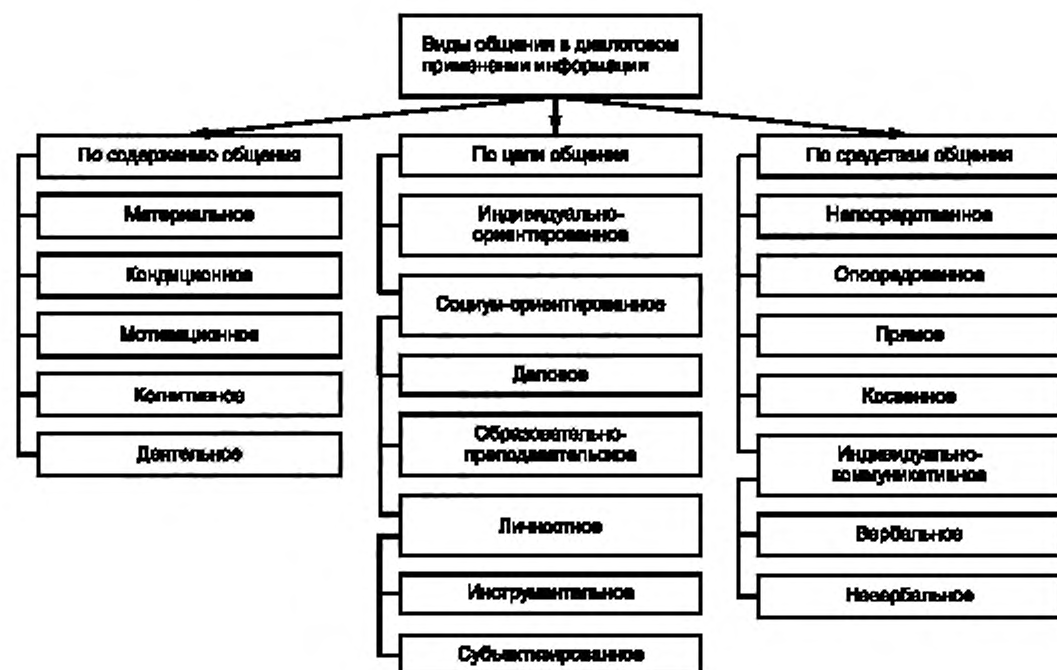 Виды общения в диалоговом
применении информация
По содержанию общения
Материальное
Кондиционное
Мотивационное
Когнитивное
Деятельное
По цели общения
Индивидуально-
ориентированное
Социум-ориентированное
Деловое
Образовательно-
преподавательское
Личностное
Инструментальное
Субъективированное
По средствам общения
Непосредственное
Опосредованное
Прямое
Косвенное
Индивидуально-
коммуникативное
Вербальное
Невербальное